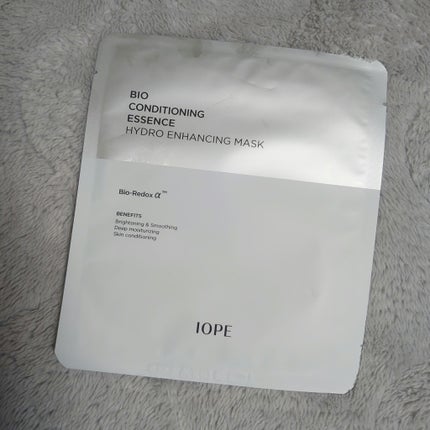 BIO
CONDITIONING
ESSENCE
HYDRO ENHANCING MASK
Bio-Redox α™
BENEFITS
Brightening & Smoothing
Deep moisturizing
Skin conditioning
IOPE